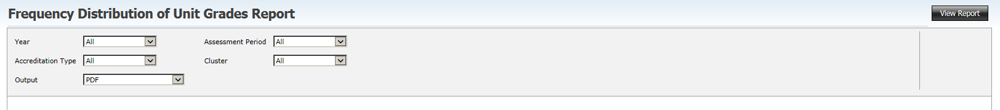 Frequency Distribution of Unit Grades Report
View Report
Year All Assessment Period All
Accreditation Type All Cluster All
Output PDF